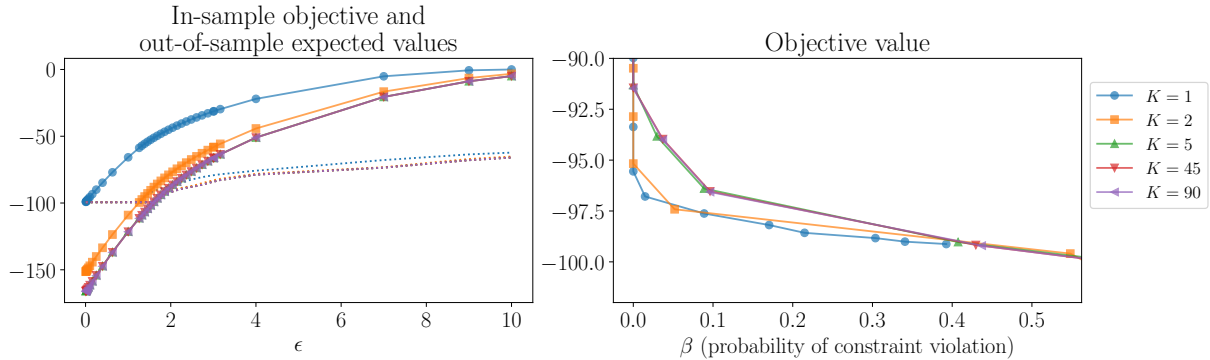 In-sample objective and
out-of-sample expected values
0
−50
−100
−150
0
2
4
6
8
10
ϵ
Objective value
−90.0
−92.5
−95.0
−97.5
−100.0
0.0
0.1
0.2
0.3
0.4
0.5
β (probability of constraint violation)
K = 1
K = 2
K = 5
K = 45
K = 90